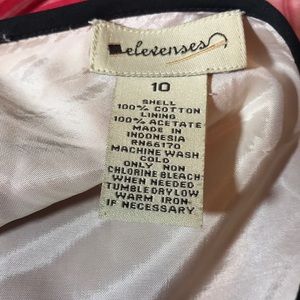 elevenses
10
SHELL
100% COTTON
LINING
100% ACETATE
MADE IN
INDONESIA
RN66170
MACHINE WASH
COLD
ONLY NON
CHLORINE BLEACH
WHEN NEEDED
TUMBLE DRY LOW
WARM IRON
IF NECESSARY